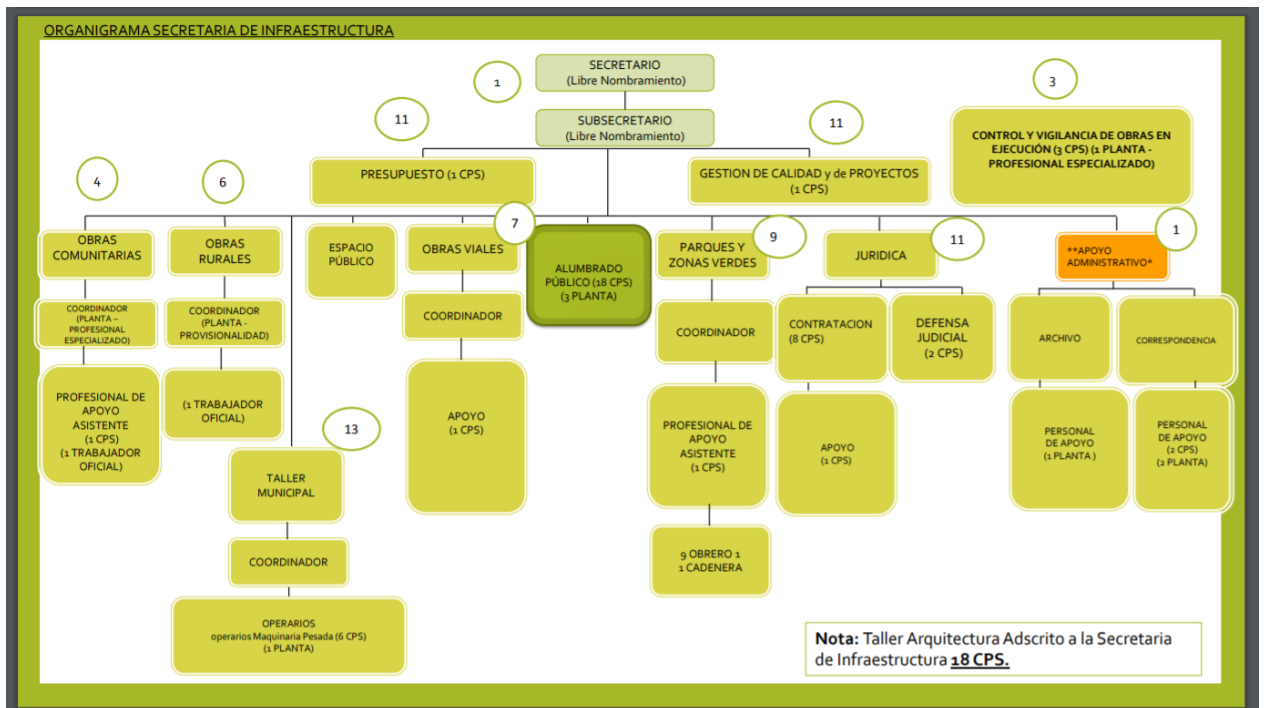 ORGANIGRAMA SECRETARIA DE INFRAESTRUCTURA
SECRETARIO
(Libre Nombramiento)
1
3
SUBSECRETARIO
(Libre Nombramiento)
11
11
CONTROL Y VIGILANCIA DE OBRAS EN
EJECUCIÓN (3 CPS) (1 PLANTA -
PROFESIONAL ESPECIALIZADO)
PRESUPUESTO (1 CPS)
GESTION DE CALIDAD y de PROYECTOS
(1 CPS)
4
6
7
9
11
1
OBRAS
COMUNITARIAS
OBRAS
RURALES
ESPACIO
PÚBLICO
OBRAS VIALES
ALUMBRADO
PÚBLICO (18 CPS)
(3 PLANTA)
PARQUES Y
ZONAS VERDES
JURIDICA
**APOYO
ADMINISTRATIVO*
COORDINADOR
(PLANTA –
PROFESIONAL
ESPECIALIZADO)
COORDINADOR
(PLANTA -
PROVISIONALIDAD)
COORDINADOR
COORDINADOR
CONTRATACION
(8 CPS)
DEFENSA
JUDICIAL
(2 CPS)
ARCHIVO
CORRESPONDENCIA
PROFESIONAL DE
APOYO
ASISTENTE
(1 CPS)
(1 TRABAJADOR
OFICIAL)
(1 TRABAJADOR
OFICIAL)
13
APOYO
(1 CPS)
PROFESIONAL DE
APOYO
ASISTENTE
(1 CPS)
APOYO
(1 CPS)
PERSONAL
DE APOYO
(1 PLANTA )
PERSONAL
DE APOYO
(2 CPS)
(2 PLANTA)
TALLER
MUNICIPAL
COORDINADOR
9 OBRERO 1
1 CADENERA
OPERARIOS
operarios Maquinaria Pesada (6 CPS)
(1 PLANTA)
Nota: Taller Arquitectura Adscrito a la Secretaria
de Infraestructura 18 CPS.